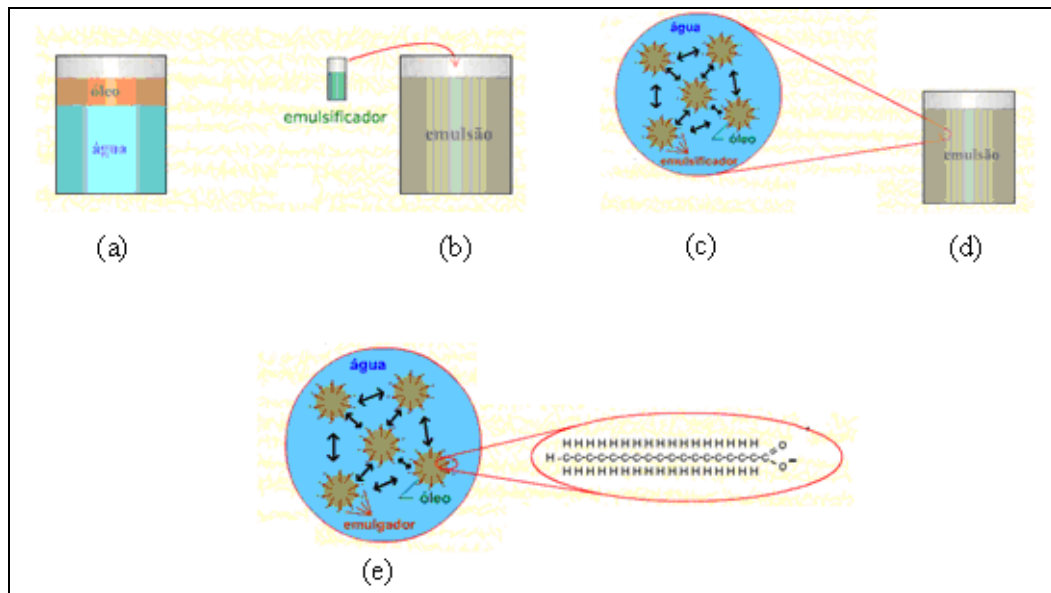 óleo
água
(a)
emulsificador
emulsão
(b)
água
óleo
emulsificador
(c)
emulsão
(d)
água
óleo
emulgador
(e)
H H H H H H H H H H H H H H H H H
H-C-C-C-C-C-C-C-C-C-C-C-C-C-C-C-C-C-C
H H H H H H H H H H H H H H H H H
O
O -